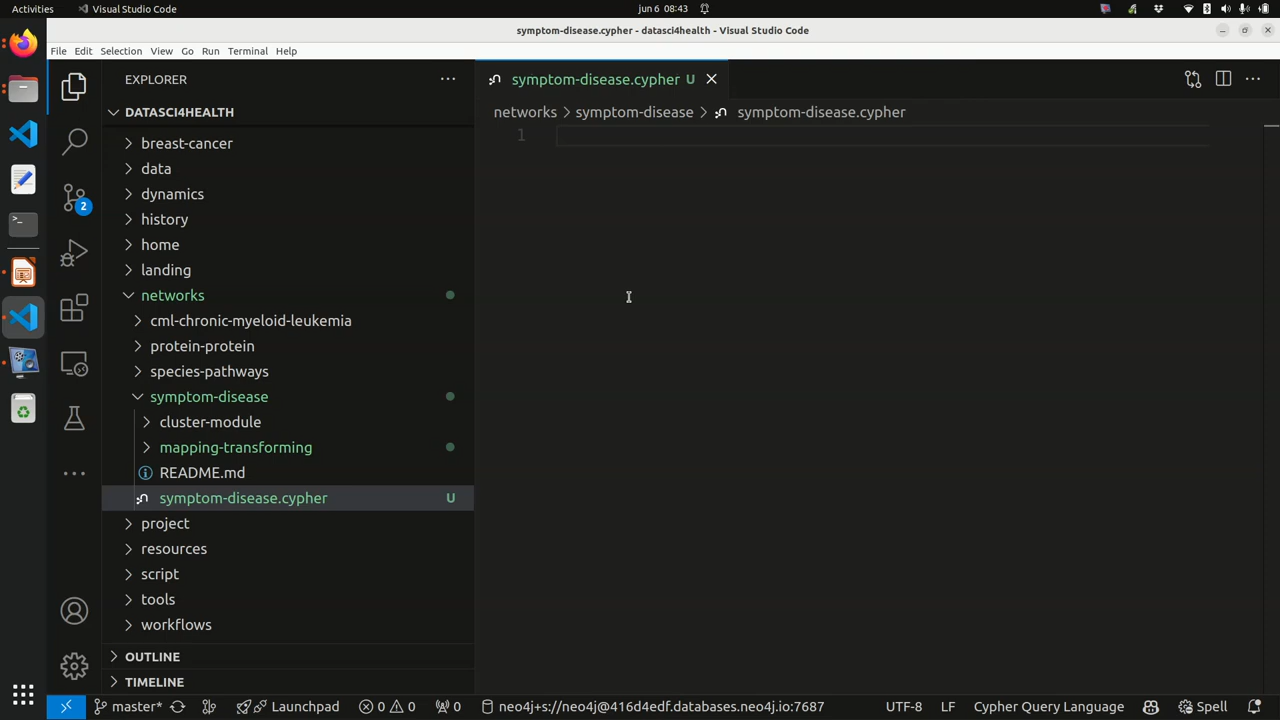 Activities Visual Studio Code jun 6 08:43
symptom-disease.cypher - datasci4health - Visual Studio Code
File Edit Selection View Go Run Terminal Help
EXPLORER
symptom-disease.cypher U
DATASCI4HEALTH
networks symptom-disease symptom-disease.cypher
1
breast-cancer
data
dynamics
2
history
home
landing
networks
cml-chronic-myeloid-leukemia
protein-protein
species-pathways
symptom-disease
cluster-module
mapping-transforming
README.md
symptom-disease.cypher U
project
resources
script
tools
workflows
OUTLINE
TIMELINE
master* Launchpad 0 0 0 neo4j+s://neo4j@416d4edf.databases.neo4j.io:7687 UTF-8 LF Cypher Query Language Spell